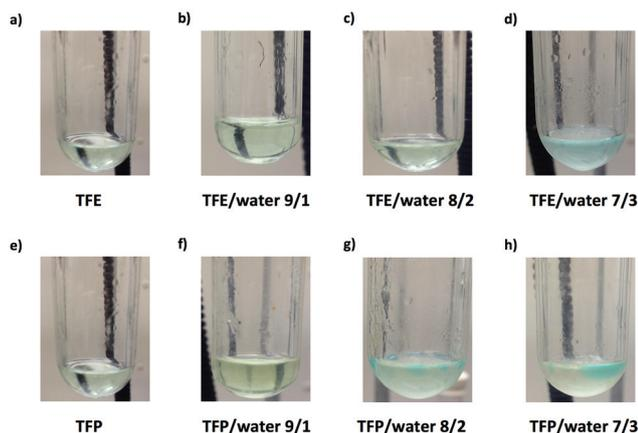 a)
b)
c)
d)
TFE
TFE/water 9/1
TFE/water 8/2
TFE/water 7/3
e)
f)
g)
h)
TFP
TFP/water 9/1
TFP/water 8/2
TFP/water 7/3